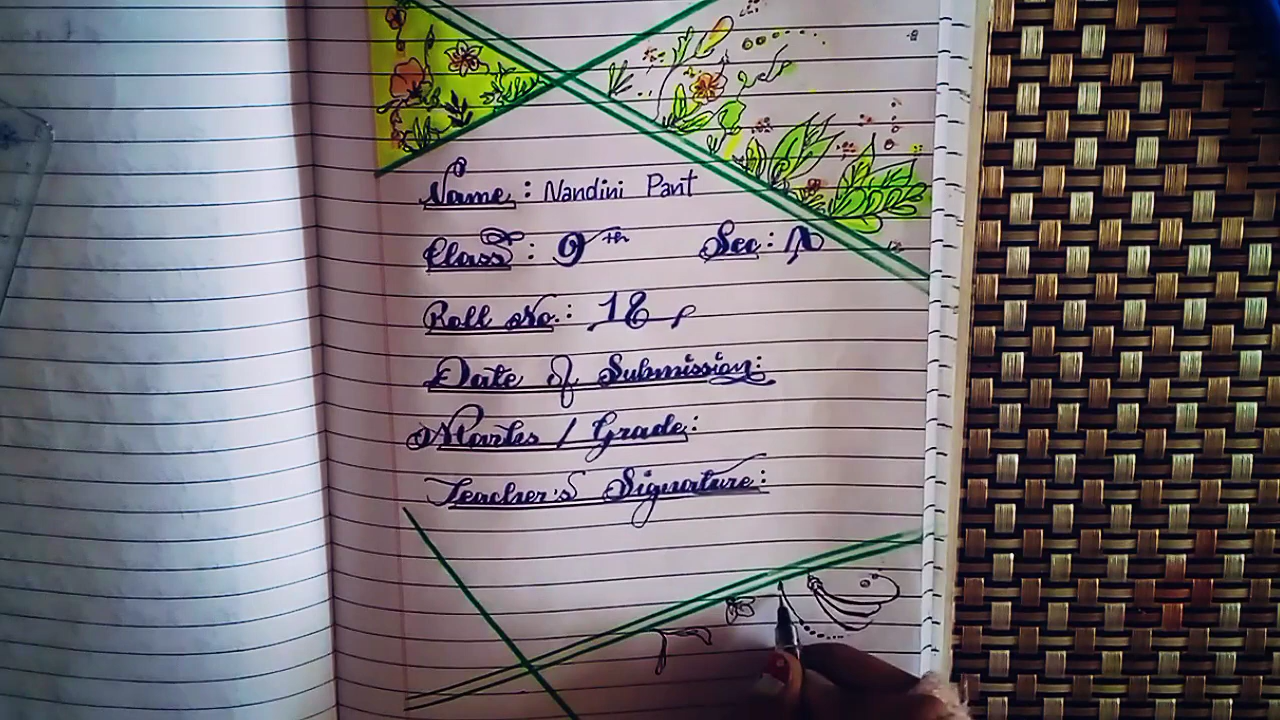 Name : Nandini Pant
Class : 9th Sec : A
Roll No. : 18
Date of Submission:
Marks / Grade:
Teacher's Signature: